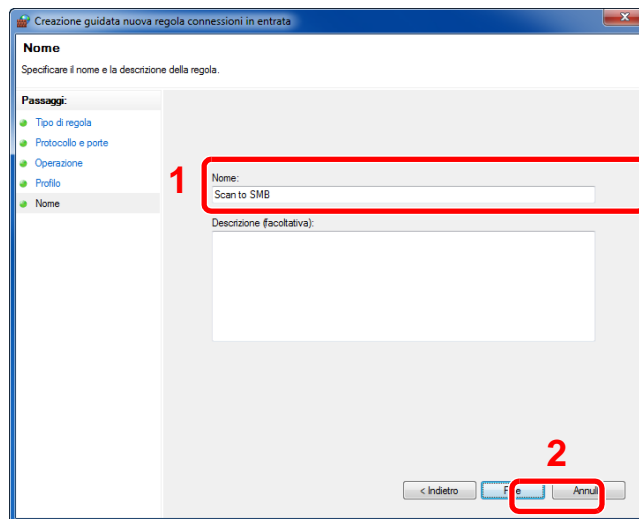 Creazione guidata nuova regola connessioni in entrata
Nome
Specificare il nome e la descrizione della regola.
Passaggi:
Tipo di regola
Protocollo e porte
Operazione
Profilo
Nome
1
Nome:
Scan to SMB
Descrizione (facoltativa):
2
< Indietro